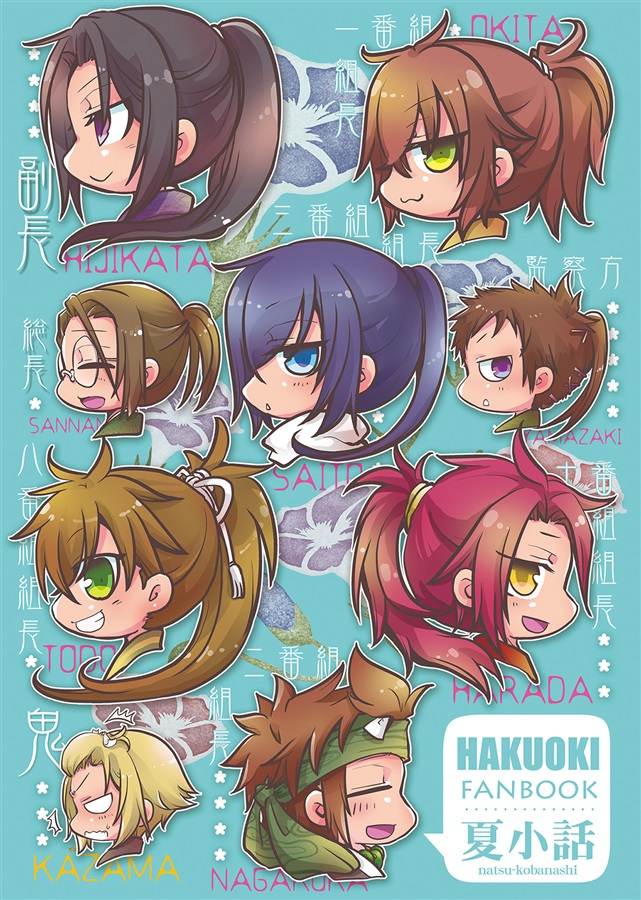 一番組組長
OKITA
副長
HIJIKATA
三番組組長
監察方
総長
SANNAN
SAITO
YAMAZAKI
八番組組長
TODO
十番組組長
HARADA
二番組組長
鬼
KAZAMA
NAGAKURA
HAKUOKI
FANBOOK
夏小話
natsu-kobanashi